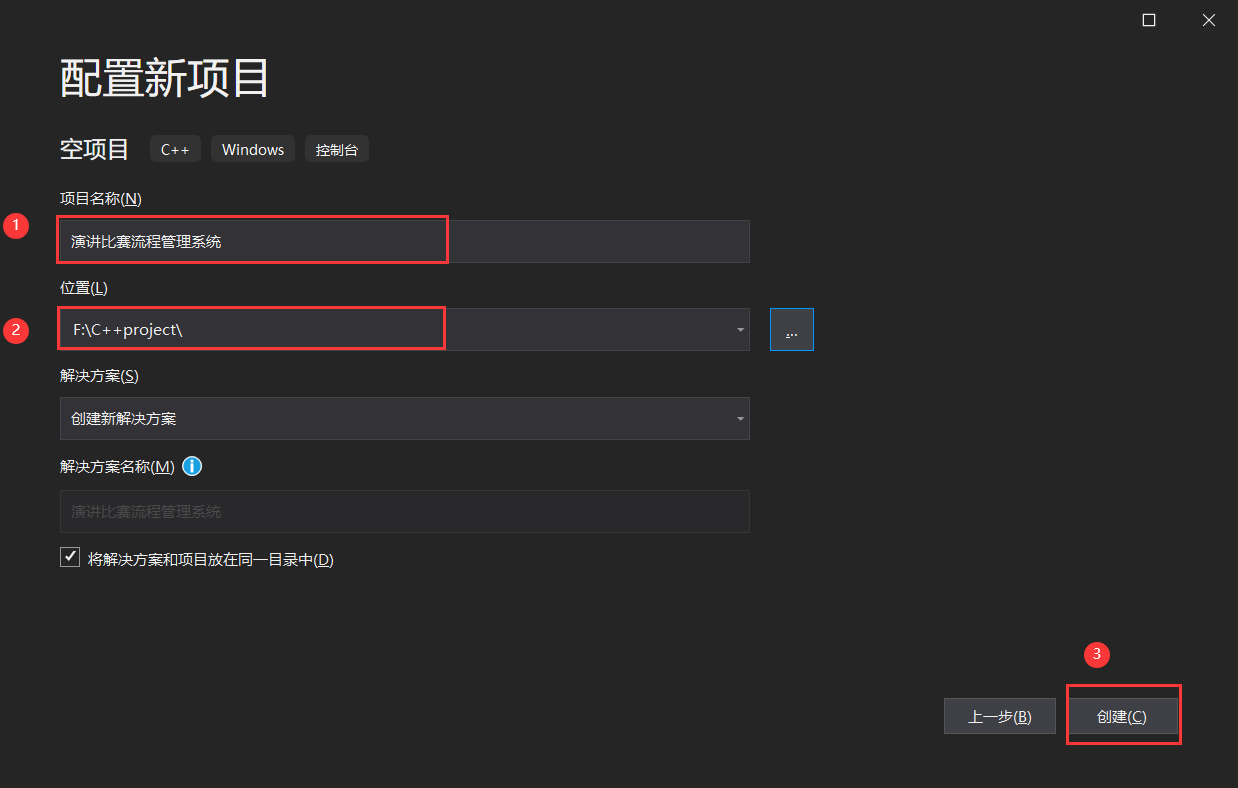 配置新项目
空项目 C++ Windows 控制台
项目名称(N)
1
演讲比赛流程管理系统
位置(L)
2
F:\C++project\
...
解决方案(S)
创建新解决方案
解决方案名称(M) i
演讲比赛流程管理系统
将解决方案和项目放在同一目录中(D)
3
上一步(B) 创建(C)